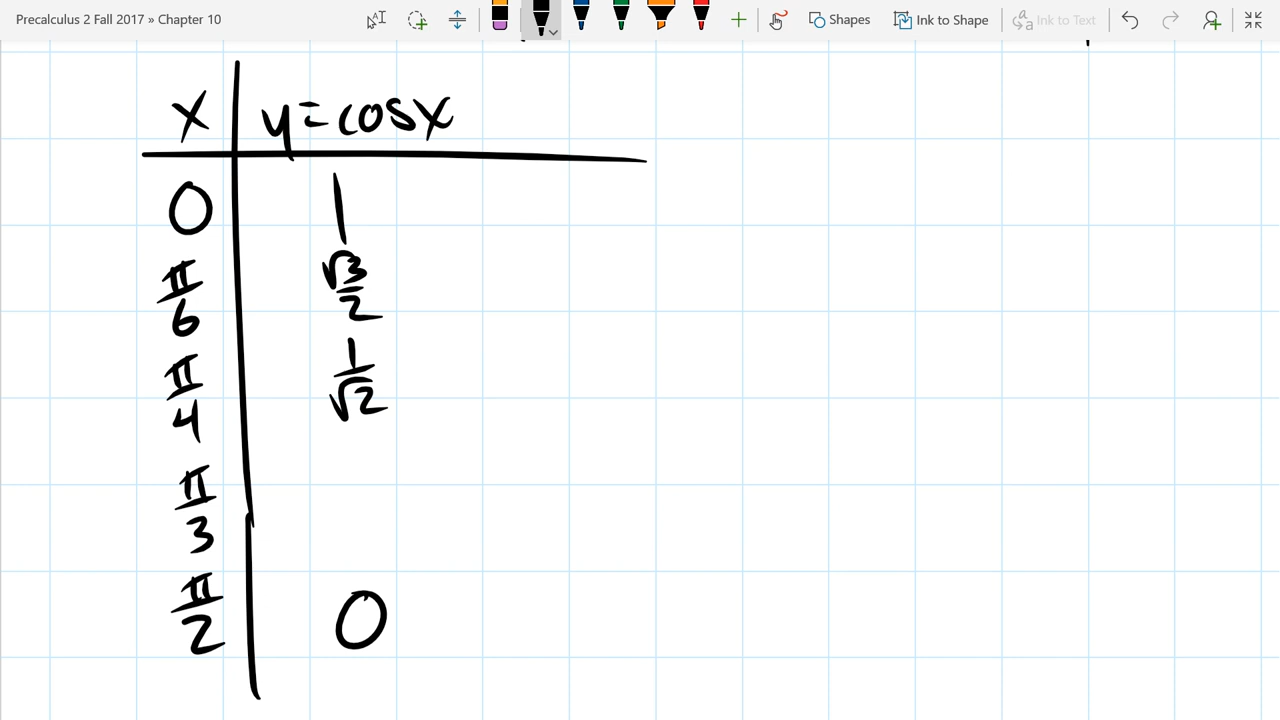 Precalculus 2 Fall 2017 » Chapter 10 Shapes Ink to Shape Ink to Text
x y=cosx
0 1
π/6 √3/2
π/4 1/√2
π/3
π/2 0